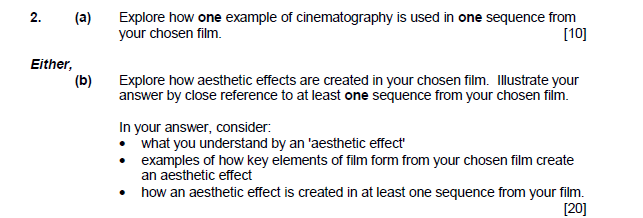 2. (a) Explore how one example of cinematography is used in one sequence from
your chosen film. [10]
Either,
(b) Explore how aesthetic effects are created in your chosen film. Illustrate your
answer by close reference to at least one sequence from your chosen film.
In your answer, consider:
• what you understand by an 'aesthetic effect'
• examples of how key elements of film form from your chosen film create
an aesthetic effect
• how an aesthetic effect is created in at least one sequence from your film.
[20]